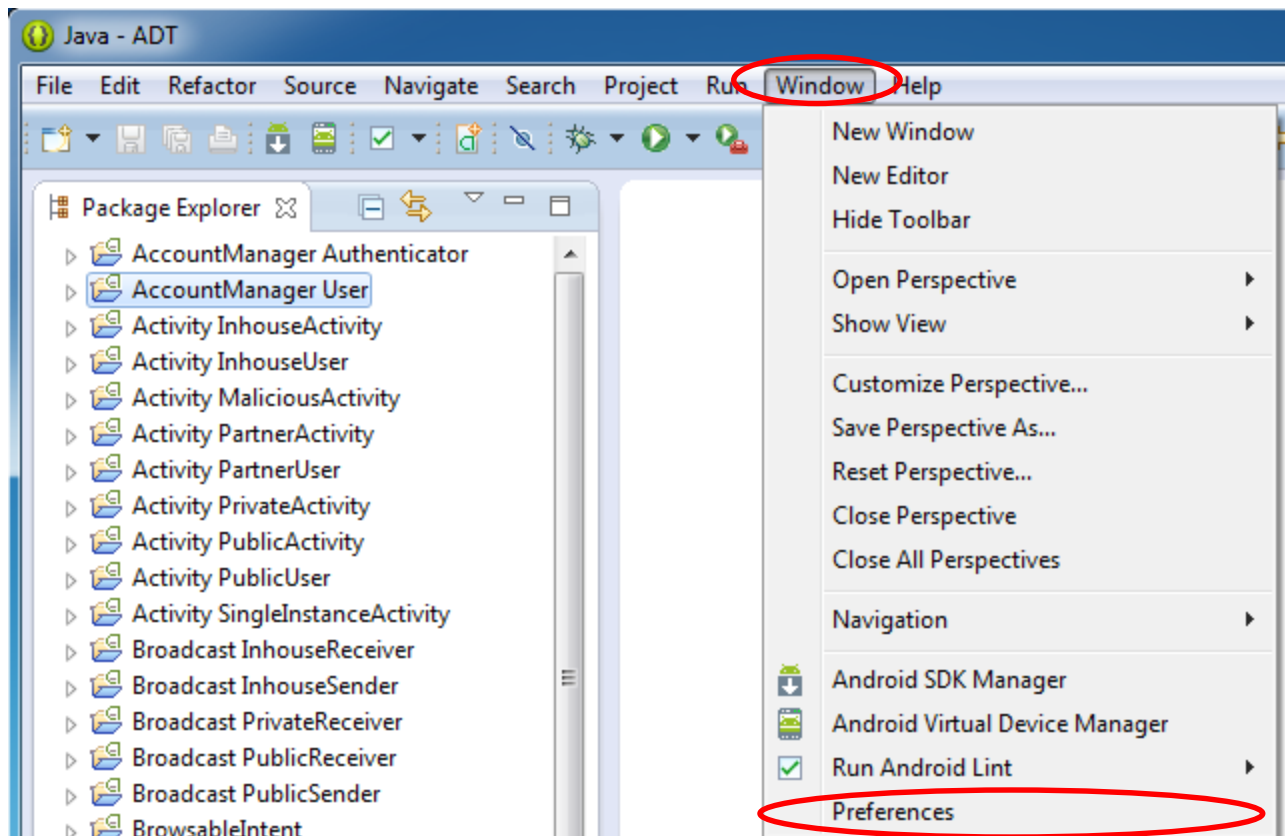 Java - ADT
File Edit Refactor Source Navigate Search Project Run Window Help
Package Explorer
AccountManager Authenticator
AccountManager User
Activity InhouseActivity
Activity InhouseUser
Activity MaliciousActivity
Activity PartnerActivity
Activity PartnerUser
Activity PrivateActivity
Activity PublicActivity
Activity PublicUser
Activity SingleInstanceActivity
Broadcast InhouseReceiver
Broadcast InhouseSender
Broadcast PrivateReceiver
Broadcast PublicReceiver
Broadcast PublicSender
BrowsableIntent
New Window
New Editor
Hide Toolbar
Open Perspective
Show View
Customize Perspective...
Save Perspective As...
Reset Perspective...
Close Perspective
Close All Perspectives
Navigation
Android SDK Manager
Android Virtual Device Manager
Run Android Lint
Preferences